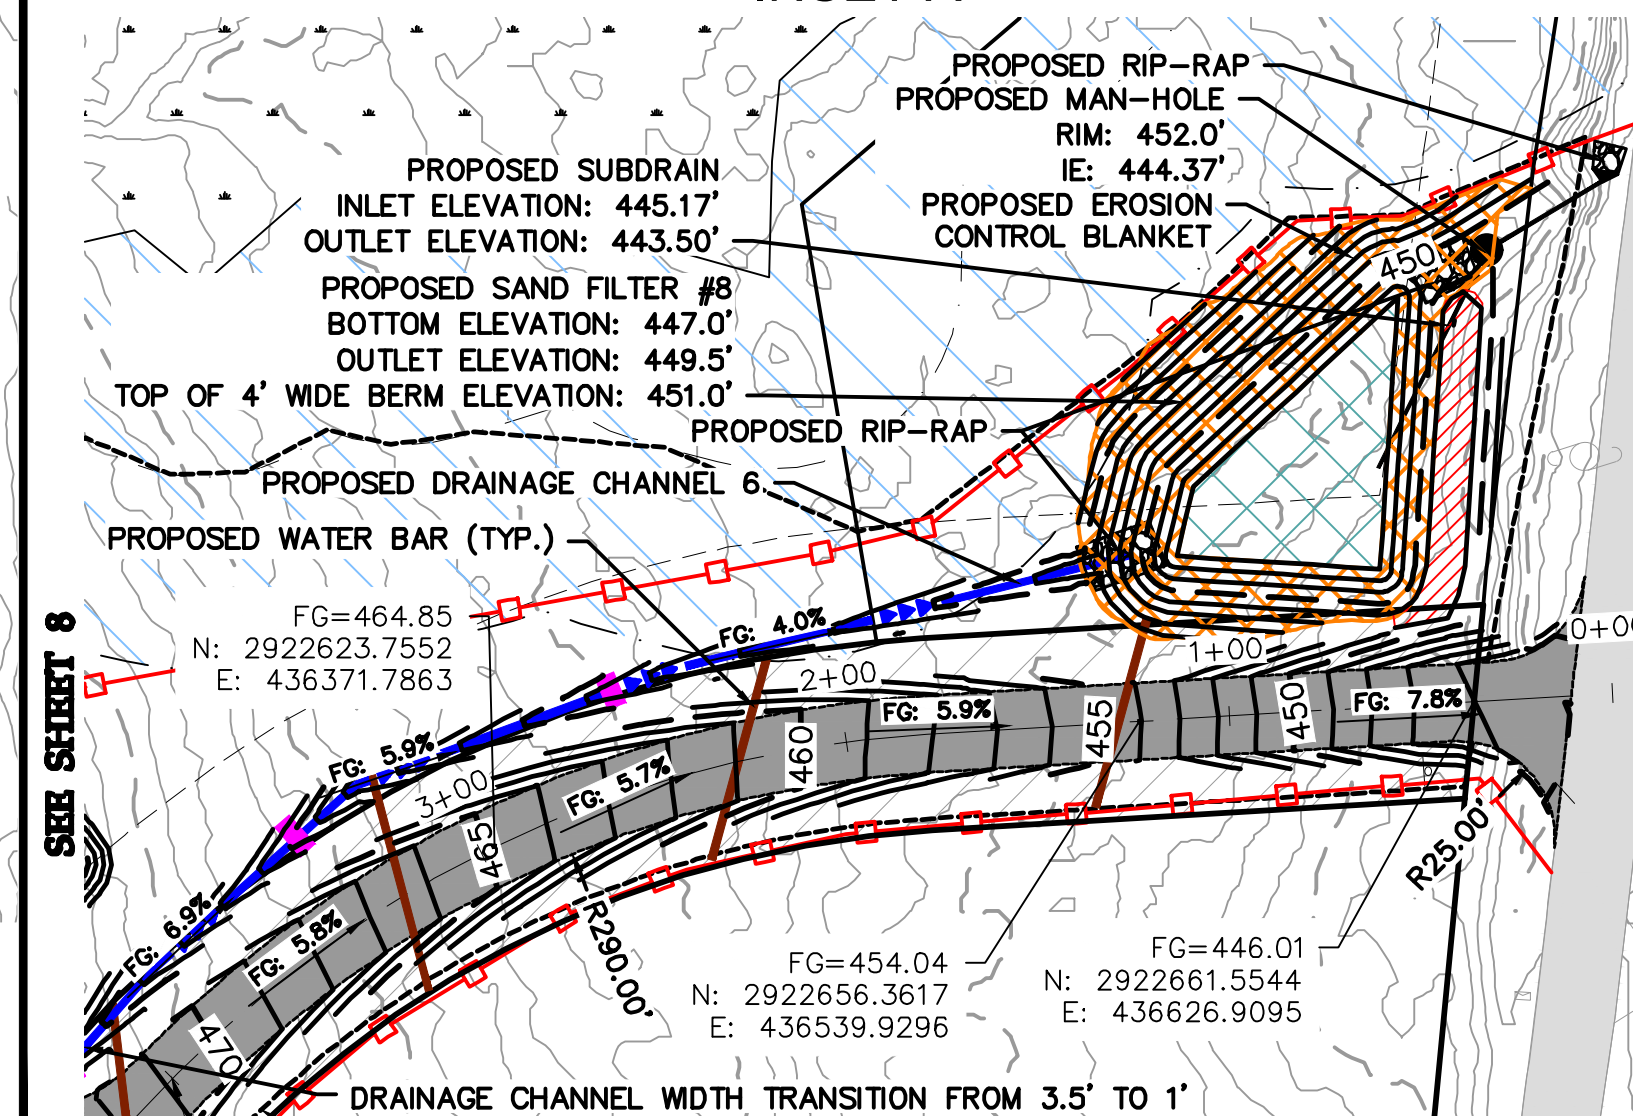 PROPOSED RIP-RAP
PROPOSED MAN-HOLE
RIM: 452.0'
IE: 444.37'
PROPOSED EROSION
CONTROL BLANKET
PROPOSED SUBDRAIN
INLET ELEVATION: 445.17'
OUTLET ELEVATION: 443.50'
PROPOSED SAND FILTER #8
BOTTOM ELEVATION: 447.0'
OUTLET ELEVATION: 449.5'
TOP OF 4' WIDE BERM ELEVATION: 451.0'
PROPOSED RIP-RAP
PROPOSED DRAINAGE CHANNEL 6
PROPOSED WATER BAR (TYP.)
450
FG=464.85
N: 2922623.7552
E: 436371.7863
SEE SHEET 8
FG: 4.0%
0+00
1+00
2+00
3+00
FG: 7.8%
450
455
FG: 5.9%
460
FG: 5.7%
465
FG: 5.9%
FG: 6.9%
FG: 5.8%
470
R290.00'
R25.00'
FG=454.04
N: 2922656.3617
E: 436539.9296
FG=446.01
N: 2922661.5544
E: 436626.9095
DRAINAGE CHANNEL WIDTH TRANSITION FROM 3.5' TO 1'